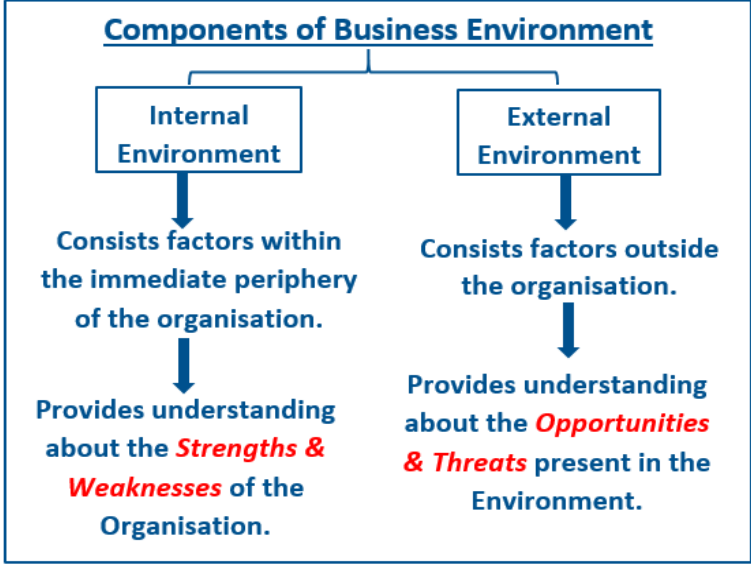 Components of Business Environment
Internal
Environment
Consists factors within
the immediate periphery
of the organisation.
Provides understanding
about the Strengths &
Weaknesses of the
Organisation.
External
Environment
Consists factors outside
the organisation.
Provides understanding
about the Opportunities
& Threats present in the
Environment.